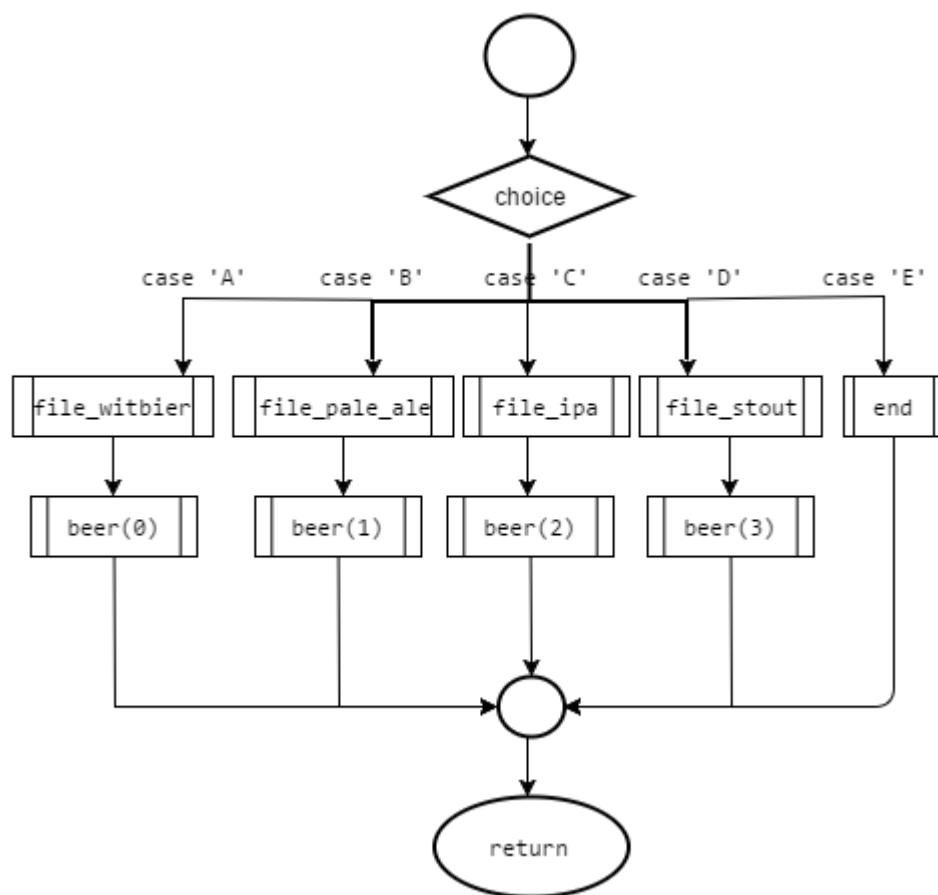 choice
case 'A' case 'B' case 'C' case 'D' case 'E'
file_witbier file_pale_ale file_ipa file_stout end
beer(0) beer(1) beer(2) beer(3)
return